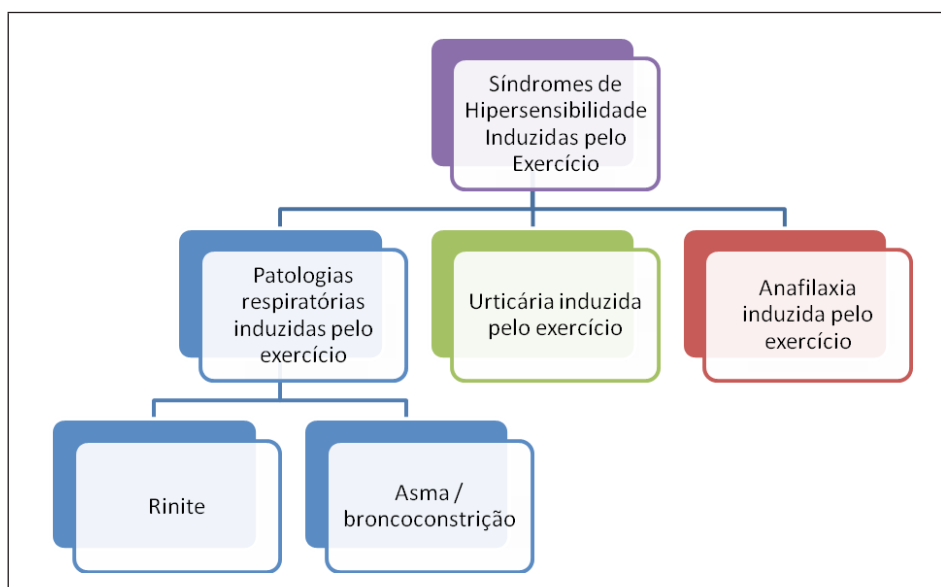 Síndromes de
Hipersensibilidade
Induzidas pelo
Exercício
Patologias
respiratórias
induzidas pelo
exercício
Urticária induzida
pelo exercício
Anafilaxia
induzida pelo
exercício
Rinite
Asma /
broncoconstrição